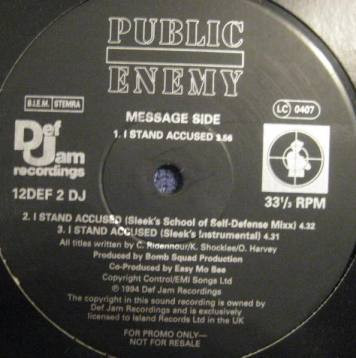 PUBLIC
ENEMY
B.I.E.M. STEMRA
MESSAGE SIDE
LC 0407
1. I STAND ACCUSED 3.56
Def
Jam
recordings
12DEF 2 DJ
33⅓ RPM
2. I STAND ACCUSED (Sleek's School of Self-Defense Mixx) 4.32
3. I STAND ACCUSED (Sleek's Instrumental) 4.31
All titles written by C. Ridenhour/K. Shocklee/O. Harvey
Produced by Bomb Squad Production
Co-Produced by Easy Mo Bee
Copyright Control/EMI Songs Ltd
℗ 1994 Def Jam Recordings
The copyright in this sound recording is owned by
Def Jam Recordings and is exclusively
licensed to Island Records Ltd in the UK
FOR PROMO ONLY—
NOT FOR RESALE